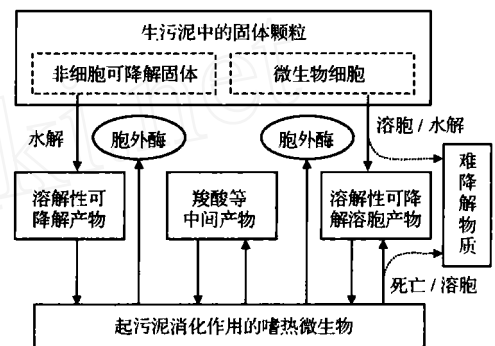 生污泥中的固体颗粒
非细胞可降解固体
微生物细胞
水解
胞外酶
胞外酶
溶胞 / 水解
溶解性可
降解产物
羧酸等
中间产物
溶解性可降
解溶胞产物
难
降
解
物
质
死亡 / 溶胞
起污泥消化作用的嗜热微生物